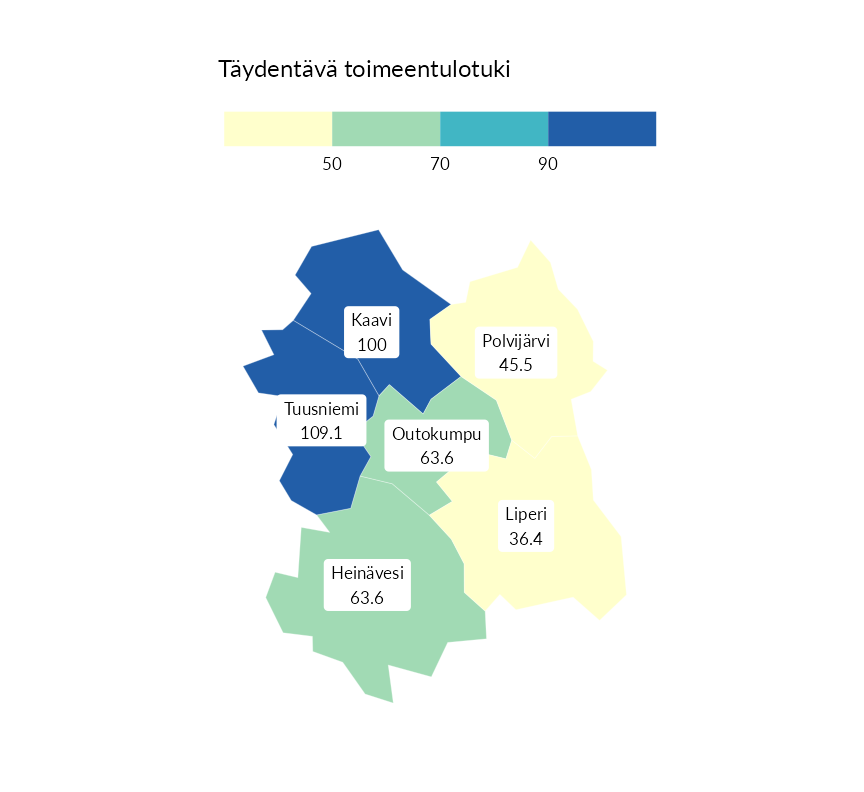 Täydentävä toimeentulotuki
50 70 90
Kaavi
100
Polvijärvi
45.5
Tuusniemi
109.1
Outokumpu
63.6
Liperi
36.4
Heinävesi
63.6